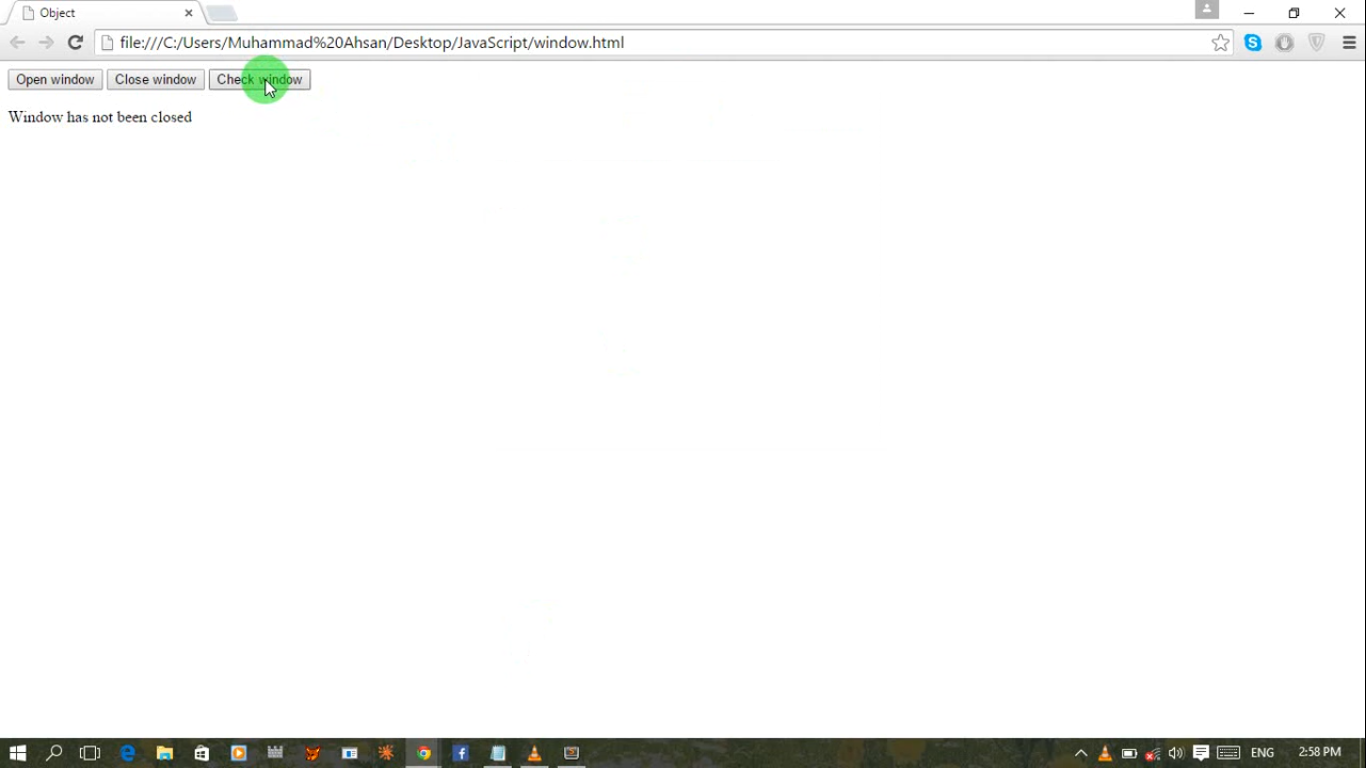 Object
file:///C:/Users/Muhammad%20Ahsan/Desktop/JavaScript/window.html
Open window Close window Check window
Window has not been closed
ENG 2:58 PM